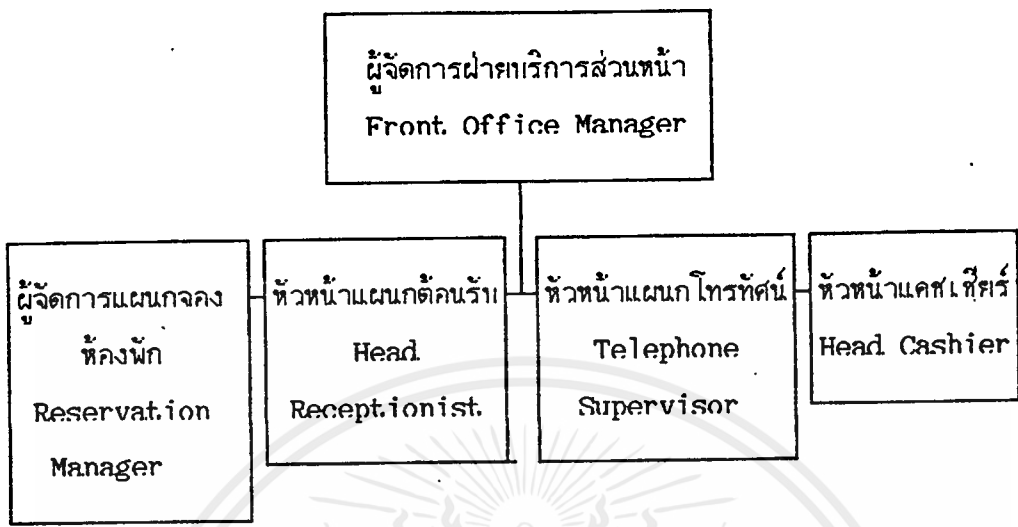 ผู้จัดการฝ่ายบริการส่วนหน้า
Front Office Manager
ผู้จัดการแผนกจอง
ห้องพัก
Reservation
Manager
หัวหน้าแผนกต้อนรับ
Head
Receptionist
หัวหน้าแผนกโทรทัศน์
Telephone
Supervisor
หัวหน้าแคชเชียร์
Head Cashier